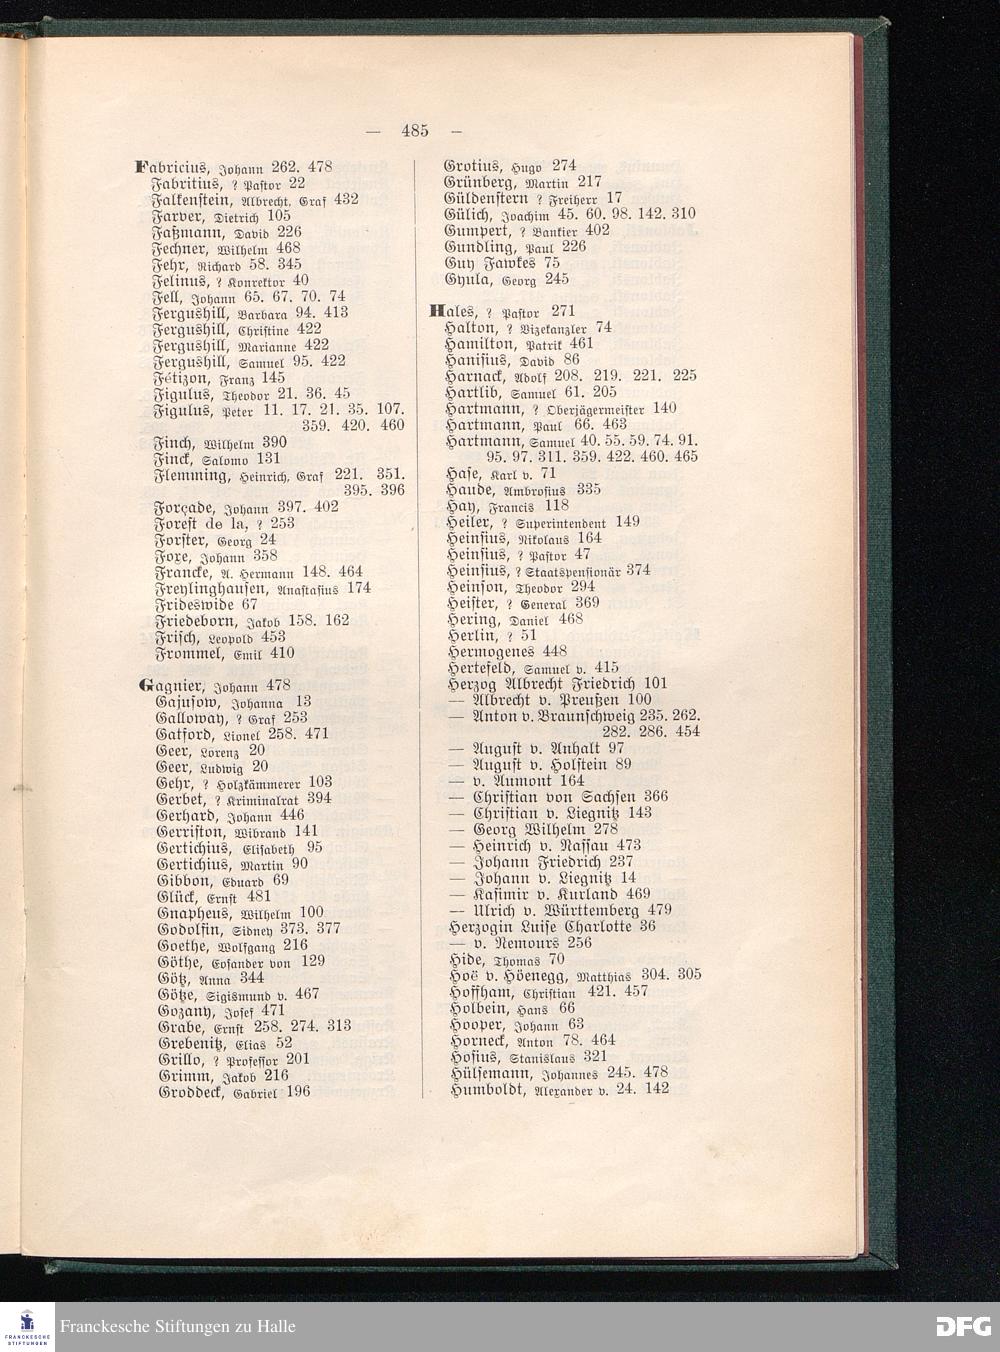 — 485 —
Fabricius, Johann 262. 478
Fabritius, ? Pastor 22
Falkenstein, Albrecht, Graf 432
Farver, Dietrich 105
Faßmann, David 226
Fechner, Wilhelm 468
Fehr, Richard 58. 345
Felinus, ? Konrektor 40
Fell, Johann 65. 67. 70. 74
Fergushill, Barbara 94. 413
Fergushill, Christine 422
Fergushill, Marianne 422
Fergushill, Samuel 95. 422
Fétizon, Franz 145
Figulus, Theodor 21. 36. 45
Figulus, Peter 11. 17. 21. 35. 107.
359. 420. 460
Finch, Wilhelm 390
Finck, Salomo 131
Flemming, Heinrich, Graf 221. 351.
395. 396
Forçade, Johann 397. 402
Forest de la, ? 253
Forster, Georg 24
Foxe, Johann 358
Francke, A. Hermann 148. 464
Freylinghausen, Anastasius 174
Frideswide 67
Friedeborn, Jakob 158. 162
Frisch, Leopold 453
Frommel, Emil 410
Gagnier, Johann 478
Gajusow, Johanna 13
Galloway, ? Graf 253
Gatford, Lionel 258. 471
Geer, Lorenz 20
Geer, Ludwig 20
Gehr, ? Holzkämmerer 103
Gerbet, ? Kriminalrat 394
Gerhard, Johann 446
Gerriston, Wibrand 141
Gertichius, Elisabeth 95
Gertichius, Martin 90
Gibbon, Eduard 69
Glück, Ernst 481
Gnapheus, Wilhelm 100
Godolfin, Sidney 373. 377
Goethe, Wolfgang 216
Göthe, Eosander von 129
Götz, Anna 344
Götze, Sigismund v. 467
Gozany, Josef 471
Grabe, Ernst 258. 274. 313
Grebenitz, Elias 52
Grillo, ? Professor 201
Grimm, Jakob 216
Groddeck, Gabriel 196
Grotius, Hugo 274
Grünberg, Martin 217
Güldenstern ? Freiherr 17
Gülich, Joachim 45. 60. 98. 142. 310
Gumpert, ? Bankier 402
Gundling, Paul 226
Guy Fawkes 75
Gyula, Georg 245
Hales, ? Pastor 271
Halton, ? Vizekanzler 74
Hamilton, Patrik 461
Hanisius, David 86
Harnack, Adolf 208. 219. 221. 225
Hartlib, Samuel 61. 205
Hartmann, ? Oberjägermeister 140
Hartmann, Paul 66. 463
Hartmann, Samuel 40. 55. 59. 74. 91.
95. 97. 311. 359. 422. 460. 465
Hase, Karl v. 71
Haude, Ambrosius 335
Hay, Francis 118
Heiler, ? Superintendent 149
Heinsius, Nikolaus 164
Heinsius, ? Pastor 47
Heinsius, ? Staatspensionär 374
Heinson, Theodor 294
Heister, ? General 369
Hering, Daniel 468
Herlin, ? 51
Hermogenes 448
Hertefeld, Samuel v. 415
Herzog Albrecht Friedrich 101
— Albrecht v. Preußen 100
— Anton v. Braunschweig 235. 262.
282. 286. 454
— August v. Anhalt 97
— August v. Holstein 89
— v. Aumont 164
— Christian von Sachsen 366
— Christian v. Liegnitz 143
— Georg Wilhelm 278
— Heinrich v. Nassau 473
— Johann Friedrich 237
— Johann v. Liegnitz 14
— Kasimir v. Kurland 469
— Ulrich v. Württemberg 479
Herzogin Luise Charlotte 36
— v. Nemours 256
Hide, Thomas 70
Hoë v. Höenegg, Matthias 304. 305
Hoffham, Christian 421. 457
Holbein, Hans 66
Hooper, Johann 63
Horneck, Anton 78. 464
Hosius, Stanislaus 321
Hülsemann, Johannes 245. 478
Humboldt, Alexander v. 24. 142
FRANCKESCHE
STIFTUNGEN
Franckesche Stiftungen zu Halle
DFG